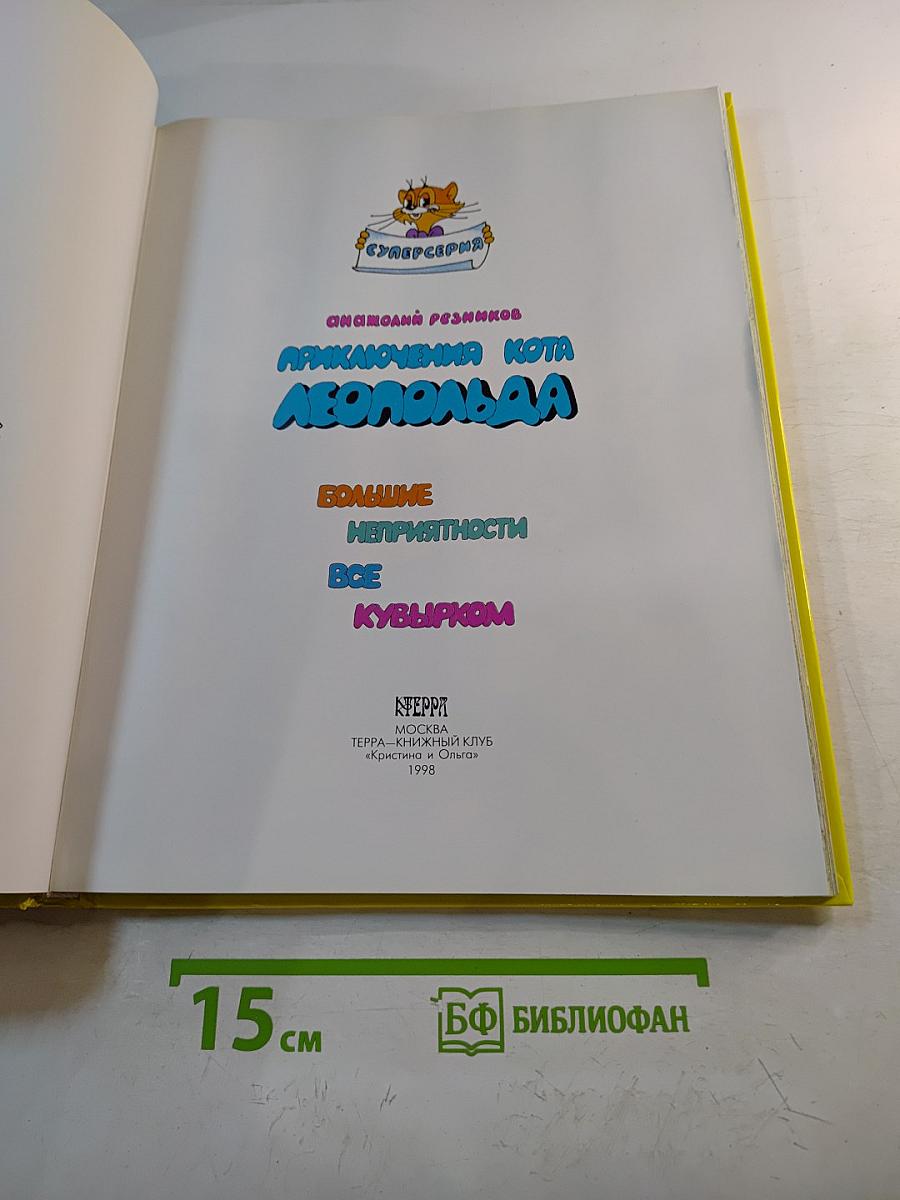 СУПЕРСЕРИЯ
АНАТОЛИЙ РЕЗНИКОВ
ПРИКЛЮЧЕНИЯ КОТА
ЛЕОПОЛЬДА
БОЛЬШИЕ
НЕПРИЯТНОСТИ
ВСЕ
КУВЫРКОМ
ТЕРРА
МОСКВА
ТЕРРА—КНИЖНЫЙ КЛУБ
«Кристина и Ольга»
1998
15 см
БФ БИБЛИОФАН